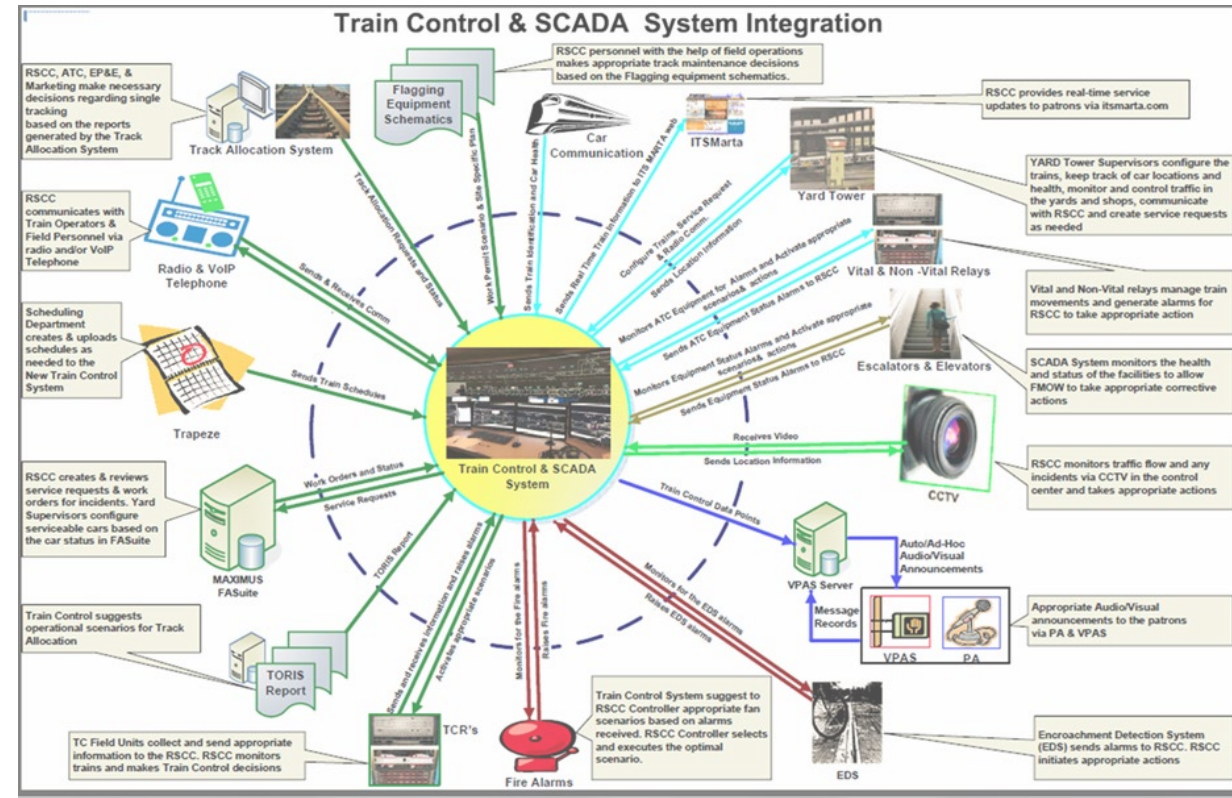 Train Control & SCADA System Integration
RSCC, ATC, EP&E, &
Marketing make necessary
decisions regarding single
tracking
based on the reports
generated by the Track
Allocation System
Track Allocation System
Flagging
Equipment
Schematics
RSCC personnel with the help of field operations
makes appropriate track maintenance decisions
based on the Flagging equipment schematics.
Car
Communication
ITSMarta
RSCC provides real-time service
updates to patrons via itsmarta.com
Yard Tower
YARD Tower Supervisors configure the
trains, keep track of car locations and
health, monitor and control traffic in
the yards and shops, communicate
with RSCC and create service requests
as needed
RSCC
communicates with
Train Operators &
Field Personnel via
radio and/or VoIP
Telephone
Radio & VoIP
Telephone
Vital & Non -Vital Relays
Vital and Non-Vital relays manage train
movements and generate alarms for
RSCC to take appropriate action
Track Allocation Requests and Status
Work Permit Scenario & Site Specific Plan
Sends Train Identification and Car Health
Sends Real Time Train Information to ITS MARTA web
Configure Trains, Service Request
& Radio Comm.
Sends Location Information
Monitors ATC Equipment for Alarms and Activate appropriate
scenarios& actions
Sends ATC Equipment Status Alarms to RSCC
Sends & Receives Comm
Scheduling
Department
creates & uploads
schedules as
needed to the
New Train Control
System
Trapeze
Sends Train Schedules
Monitors Equipment Status Alarms and Activate appropriate
scenarios& actions
Sends Equipment Status Alarms to RSCC
Escalators & Elevators
SCADA System monitors the health
and status of the facilities to allow
FMOW to take appropriate corrective
actions
Train Control & SCADA
System
Receives Video
Sends Location Information
CCTV
RSCC monitors traffic flow and any
incidents via CCTV in the control
center and takes appropriate actions
RSCC creates & reviews
service requests & work
orders for incidents. Yard
Supervisors configure
serviceable cars based on
the car status in FASuite
MAXIMUS
FASuite
Work Orders and Status
Service Requests
Train Control Data Points
VPAS Server
Auto/Ad-Hoc
Audio/Visual
Announcements
Message
Records
VPAS
PA
Appropriate Audio/Visual
announcements to the patrons
via PA & VPAS
Train Control suggests
operational scenarios for Track
Allocation
TORIS
Report
TORIS Report
Sends and receives information and raises alarms
Activates appropriate scenarios
Monitors for the Fire alarms
Raises Fire alarms
Monitors for the EDS alarms
Raises EDS alarms
TC Field Units collect and send appropriate
information to the RSCC. RSCC monitors
trains and makes Train Control decisions
TCR's
Fire Alarms
Train Control System suggest to
RSCC Controller appropriate fan
scenarios based on alarms
received. RSCC Controller selects
and executes the optimal
scenario.
EDS
Encroachment Detection System
(EDS) sends alarms to RSCC. RSCC
initiates appropriate actions